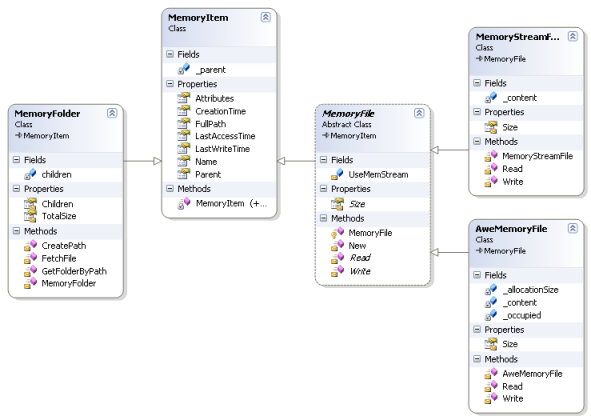 MemoryFolder
Class
MemoryItem
Fields
children
Properties
Children
TotalSize
Methods
CreatePath
FetchFile
GetFolderByPath
MemoryFolder
MemoryItem
Class
Fields
_parent
Properties
Attributes
CreationTime
FullPath
LastAccessTime
LastWriteTime
Name
Parent
Methods
MemoryItem (+...
MemoryFile
Abstract Class
MemoryItem
Fields
UseMemStream
Properties
Size
Methods
MemoryFile
New
Read
Write
MemoryStreamF...
Class
MemoryFile
Fields
_content
Properties
Size
Methods
MemoryStreamFile
Read
Write
AweMemoryFile
Class
MemoryFile
Fields
_allocationSize
_content
_occupied
Properties
Size
Methods
AweMemoryFile
Read
Write